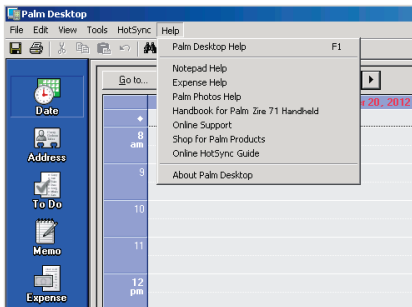 Palm Desktop
File Edit View Tools HotSync Help
Palm Desktop Help F1
Notepad Help
Expense Help
Palm Photos Help
Handbook for Palm Zire 71 Handheld
Online Support
Shop for Palm Products
Online HotSync Guide
About Palm Desktop
Go to...
20, 2012
Date
Address
To Do
Memo
Expense
8 am
9
10
11
12 pm